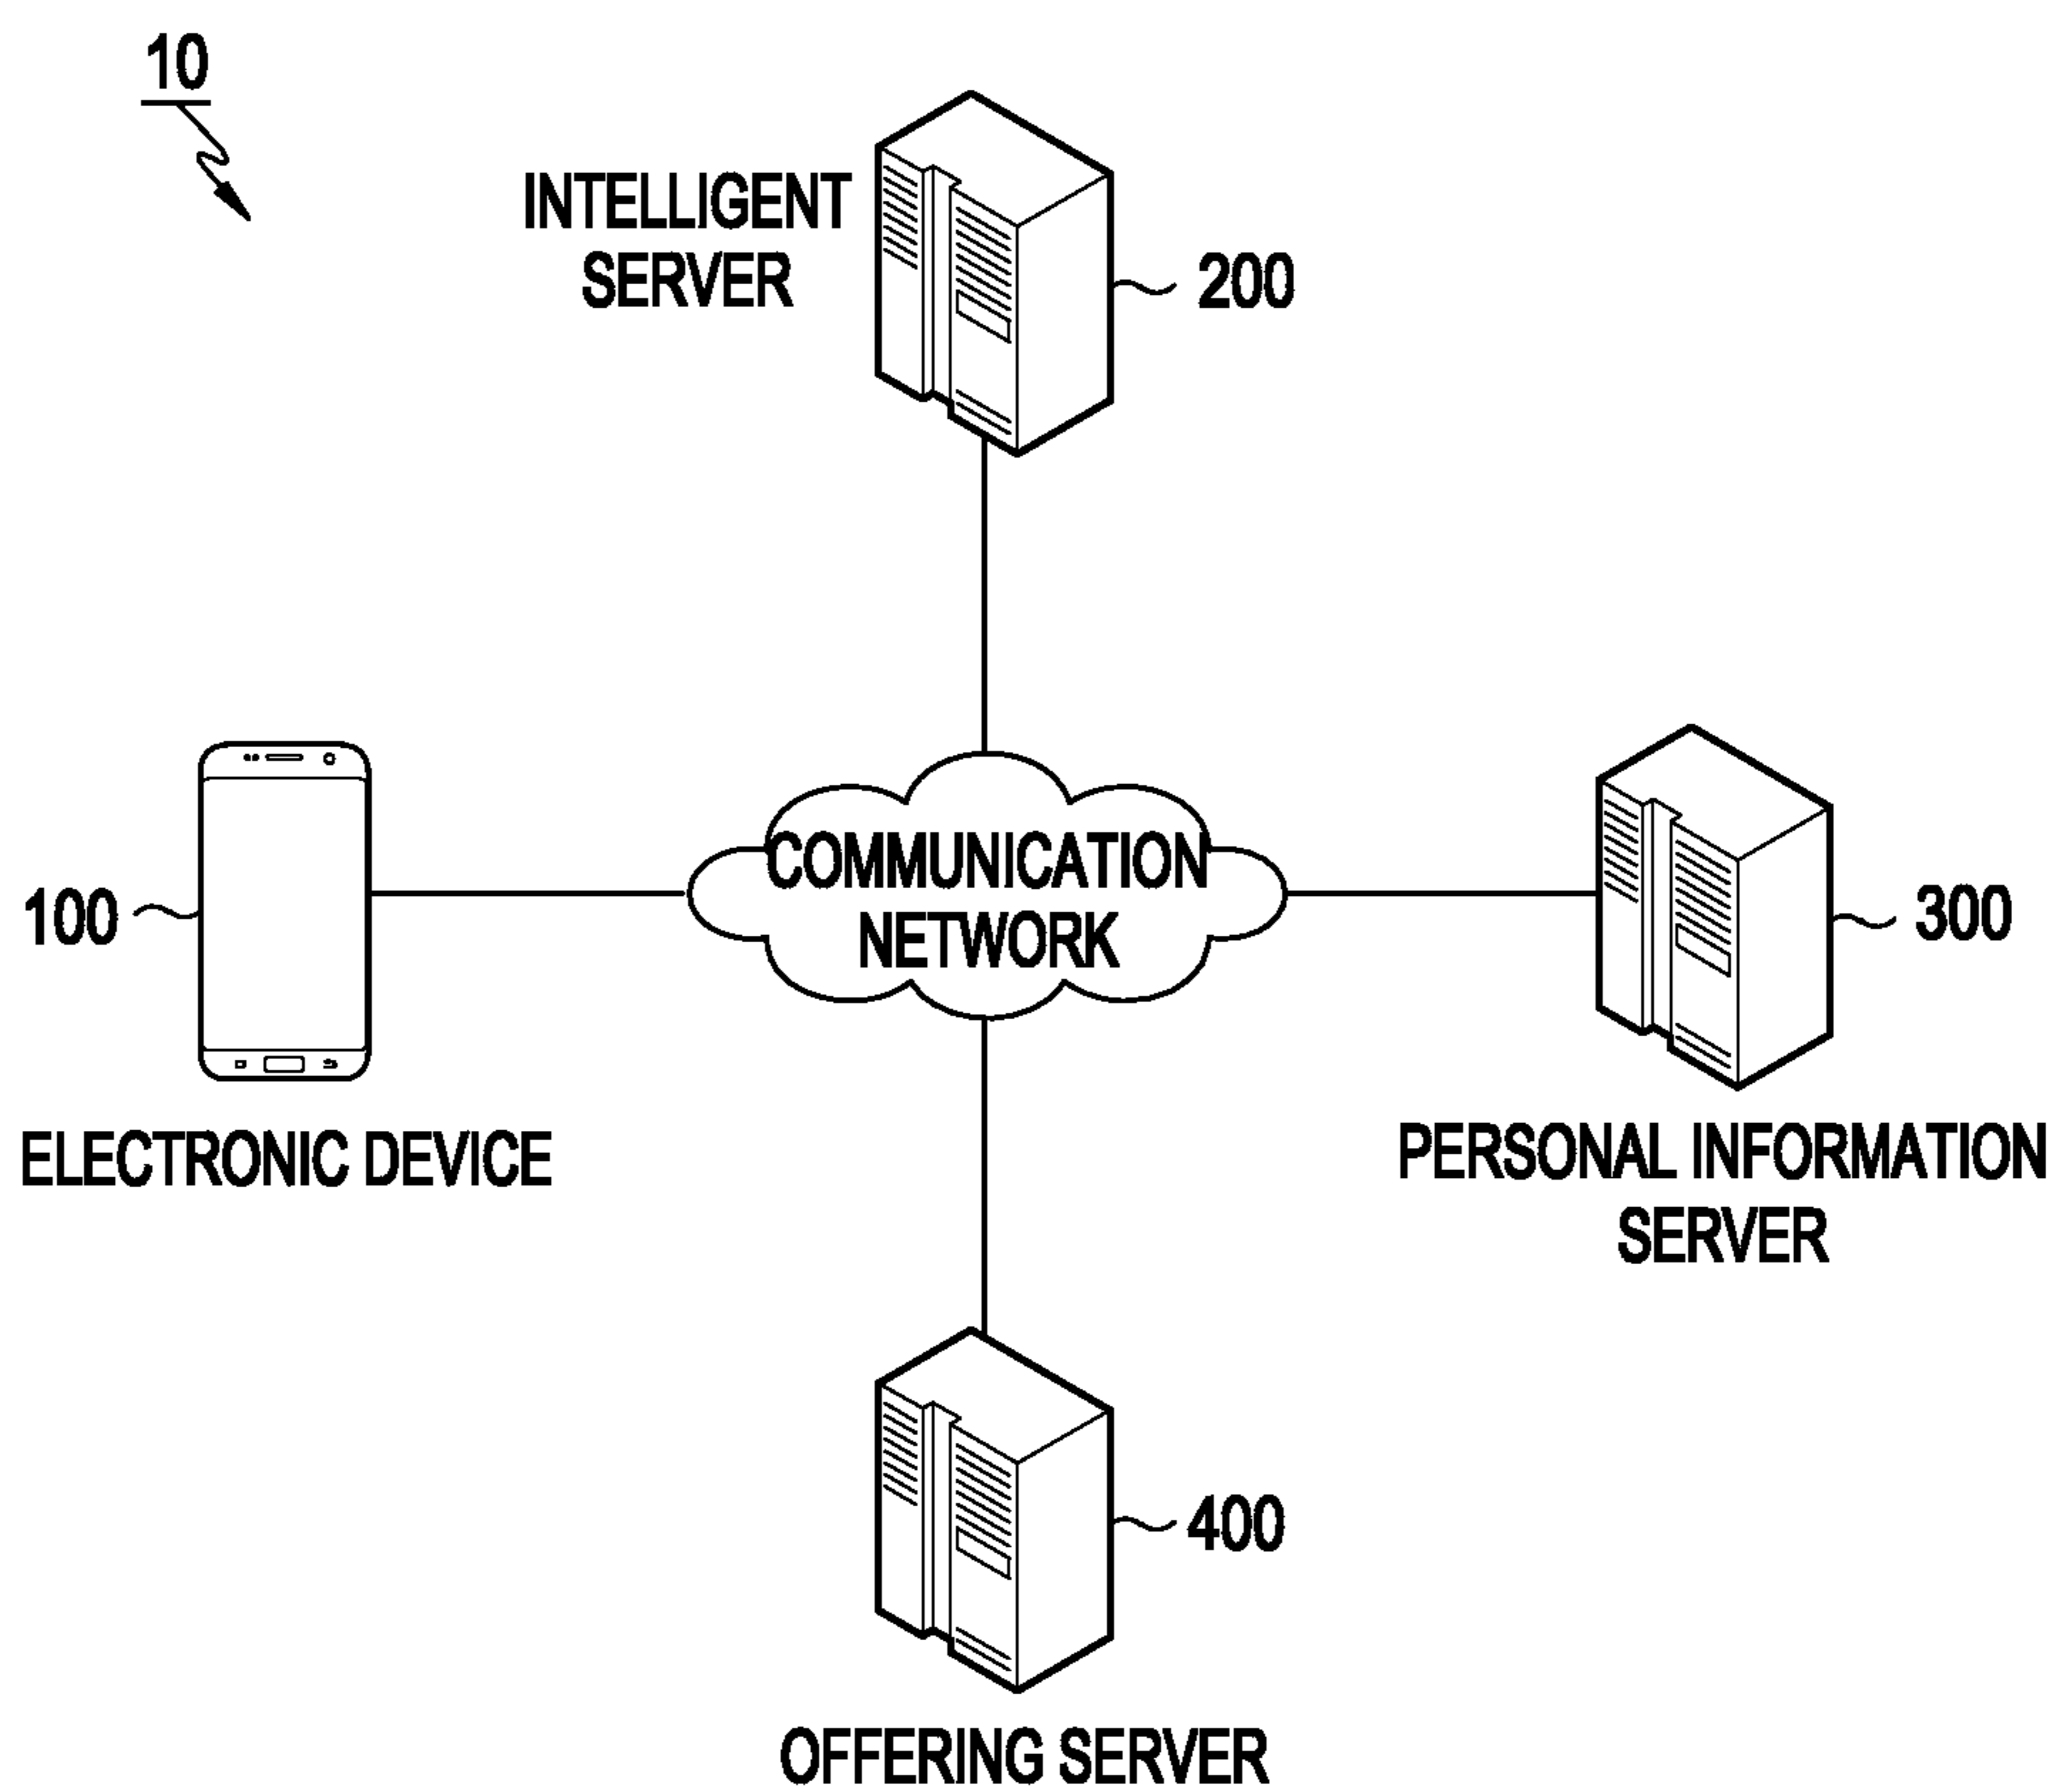 10
INTELLIGENT
SERVER
200
COMMUNICATION
NETWORK
100
300
ELECTRONIC DEVICE
PERSONAL INFORMATION
SERVER
400
OFFERING SERVER